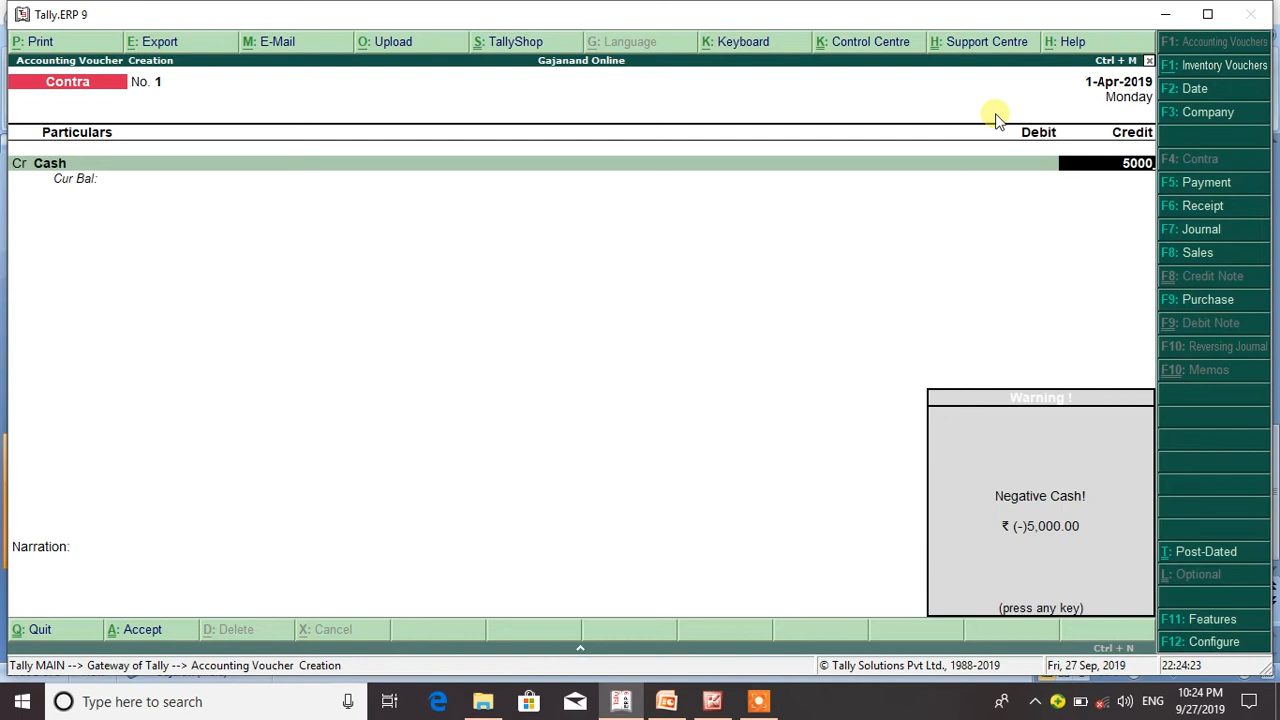 Tally.ERP 9
P: Print E: Export M: E-Mail O: Upload S: TallyShop G: Language K: Keyboard K: Control Centre H: Support Centre H: Help
F1: Accounting Vouchers
Accounting Voucher Creation Gajanand Online Ctrl + M
F1: Inventory Vouchers
Contra No. 1 1-Apr-2019
F2: Date
Monday
F3: Company
Particulars Debit Credit
Cr Cash 5000
F4: Contra
Cur Bal:
F5: Payment
F6: Receipt
F7: Journal
F8: Sales
F8: Credit Note
F9: Purchase
F9: Debit Note
F10: Reversing Journal
F10: Memos
Warning !
Negative Cash!
₹ (-)5,000.00
(press any key)
Narration:
T: Post-Dated
L: Optional
F11: Features
F12: Configure
Q: Quit A: Accept D: Delete X: Cancel
Ctrl + N
Tally MAIN --> Gateway of Tally --> Accounting Voucher Creation © Tally Solutions Pvt Ltd., 1988-2019 Fri, 27 Sep, 2019 22:24:23
Type here to search ENG 10:24 PM
9/27/2019